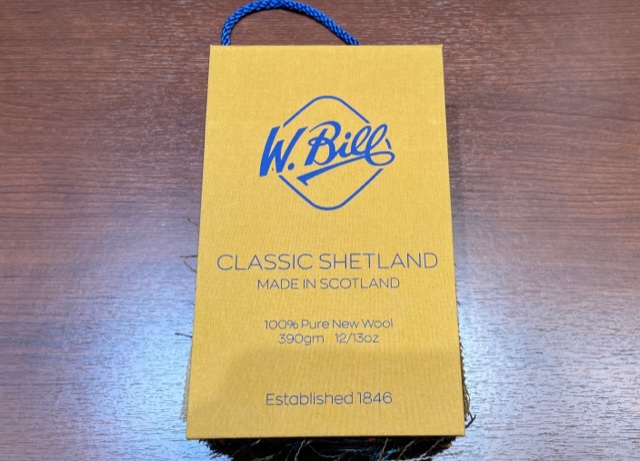 W. Bill
CLASSIC SHETLAND
MADE IN SCOTLAND
100% Pure New Wool
390gm 12/13oz
Established 1846